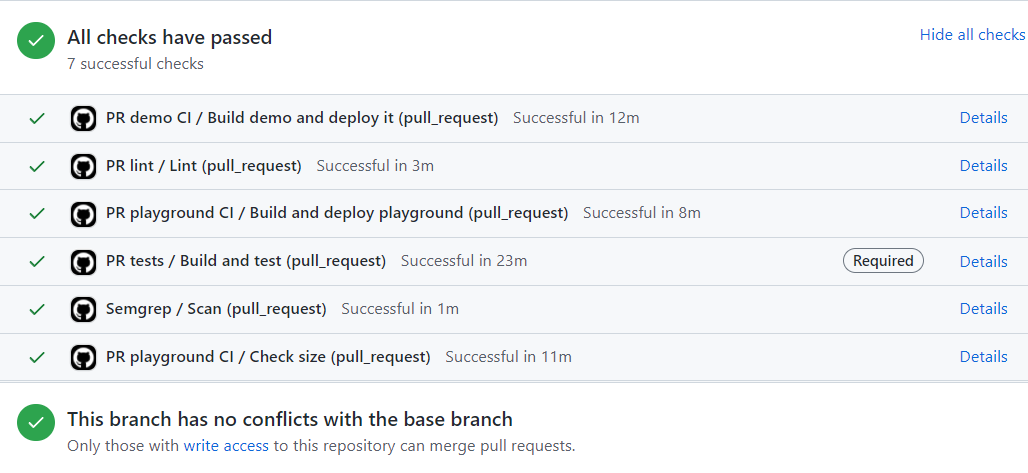 All checks have passed
Hide all checks
7 successful checks
PR demo CI / Build demo and deploy it (pull_request) Successful in 12m Details
PR lint / Lint (pull_request) Successful in 3m Details
PR playground CI / Build and deploy playground (pull_request) Successful in 8m Details
PR tests / Build and test (pull_request) Successful in 23m Required Details
Semgrep / Scan (pull_request) Successful in 1m Details
PR playground CI / Check size (pull_request) Successful in 11m Details
This branch has no conflicts with the base branch
Only those with write access to this repository can merge pull requests.